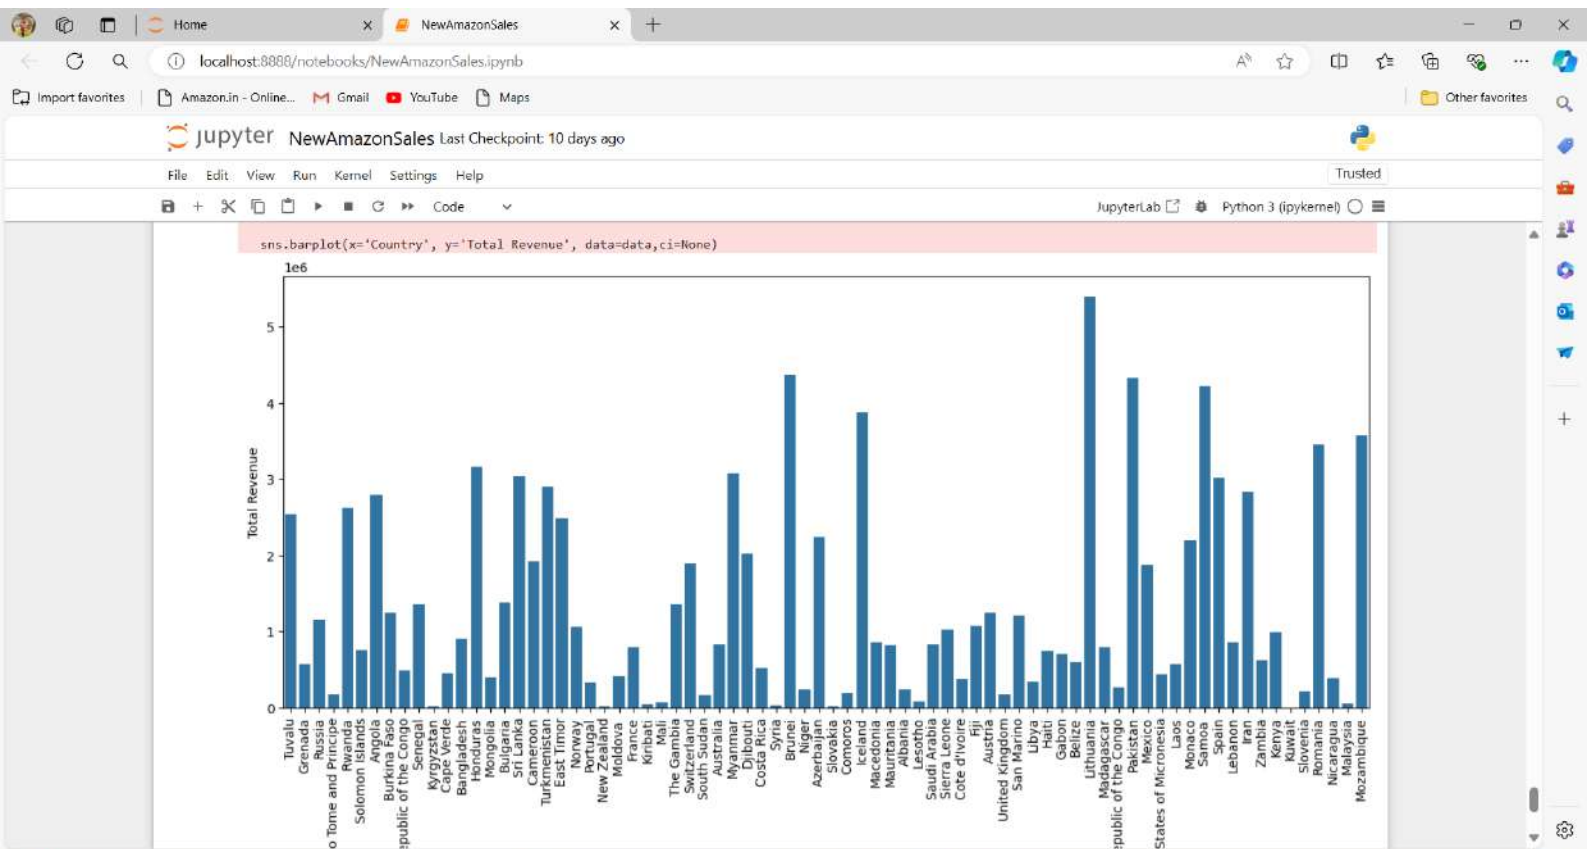 Home
NewAmazonSales
localhost:8888/notebooks/NewAmazonSales.ipynb
Import favorites
Amazon.in - Online...
Gmail
YouTube
Maps
Other favorites
jupyter NewAmazonSales Last Checkpoint: 10 days ago
File Edit View Run Kernel Settings Help
Trusted
Code
JupyterLab
Python 3 (ipykernel)
sns.barplot(x='Country', y='Total Revenue', data=data,ci=None)
1e6
5
4
3
2
1
0
Total Revenue
Tuvalu
Grenada
Russia
o Tome and Principe
Rwanda
Solomon Islands
Angola
Burkina Faso
epublic of the Congo
Senegal
Kyrgyzstan
Cape Verde
Bangladesh
Honduras
Mongolia
Bulgaria
Sri Lanka
Cameroon
Turkmenistan
East Timor
Norway
Portugal
New Zealand
Moldova
France
Kiribati
Mali
The Gambia
Switzerland
South Sudan
Australia
Myanmar
Djibouti
Costa Rica
Syria
Brunei
Niger
Azerbaijan
Slovakia
Comoros
Iceland
Macedonia
Mauritania
Albania
Lesotho
Saudi Arabia
Sierra Leone
Cote d'Ivoire
Fiji
Austria
United Kingdom
San Marino
Libya
Haiti
Gabon
Belize
Lithuania
Madagascar
epublic of the Congo
Pakistan
Mexico
States of Micronesia
Laos
Monaco
Samoa
Spain
Lebanon
Iran
Zambia
Kenya
Kuwait
Slovenia
Romania
Nicaragua
Malaysia
Mozambique